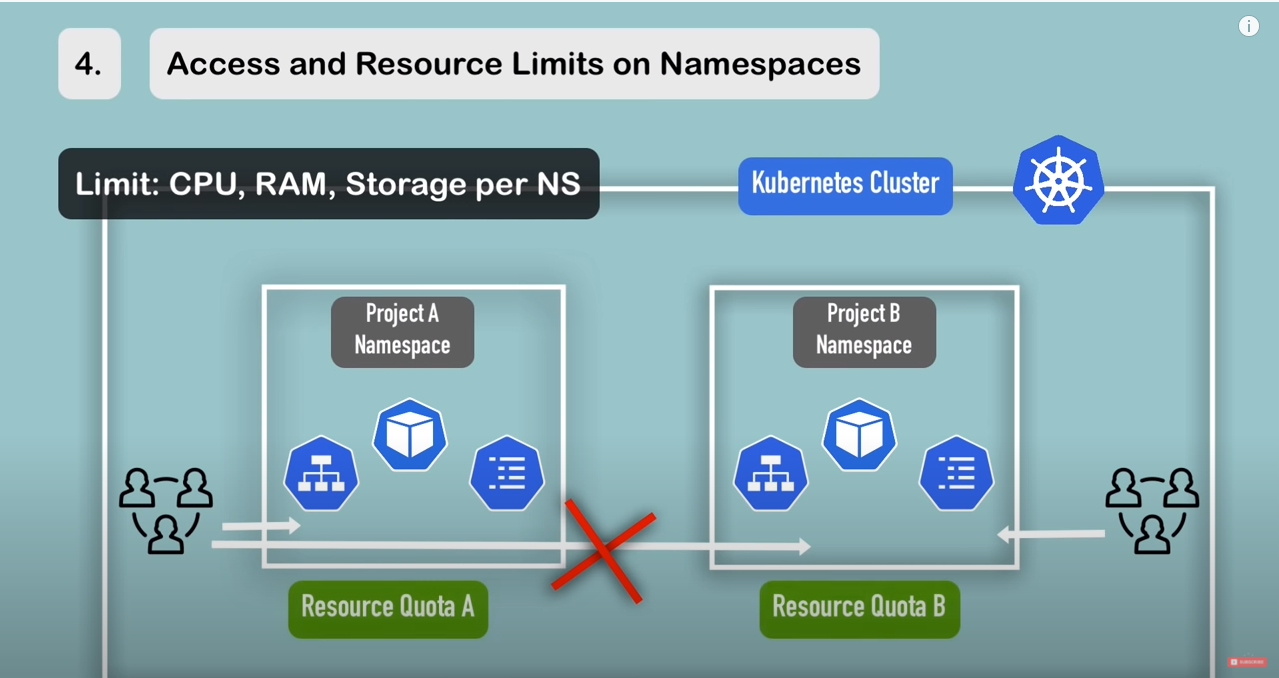 4.
Access and Resource Limits on Namespaces
Limit: CPU, RAM, Storage per NS
Kubernetes Cluster
Project A
Namespace
Project B
Namespace
Resource Quota A
Resource Quota B
SUBSCRIBE